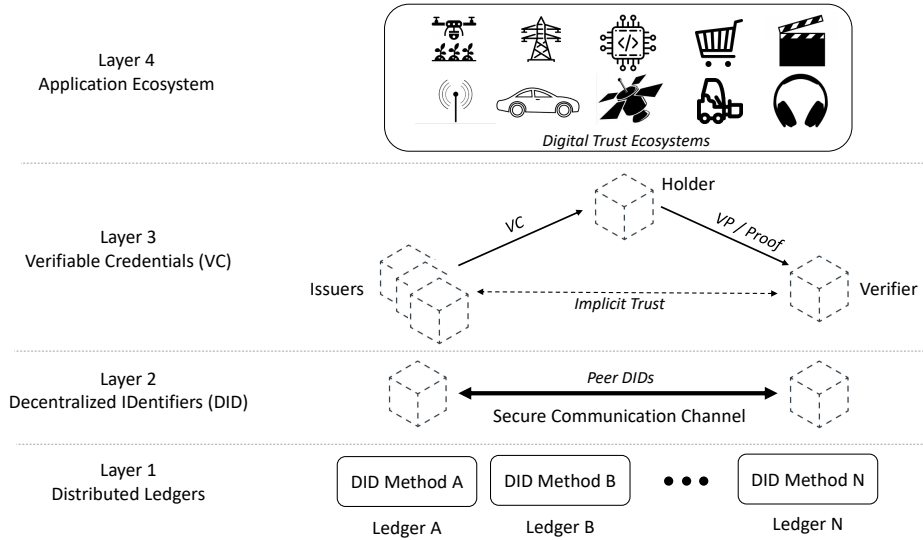 Layer 4
Application Ecosystem
</>
Digital Trust Ecosystems
Layer 3
Verifiable Credentials (VC)
Holder
VC
VP / Proof
Issuers
Implicit Trust
Verifier
Layer 2
Decentralized IDentifiers (DID)
Peer DIDs
Secure Communication Channel
Layer 1
Distributed Ledgers
DID Method A
DID Method B
DID Method N
Ledger A
Ledger B
Ledger N